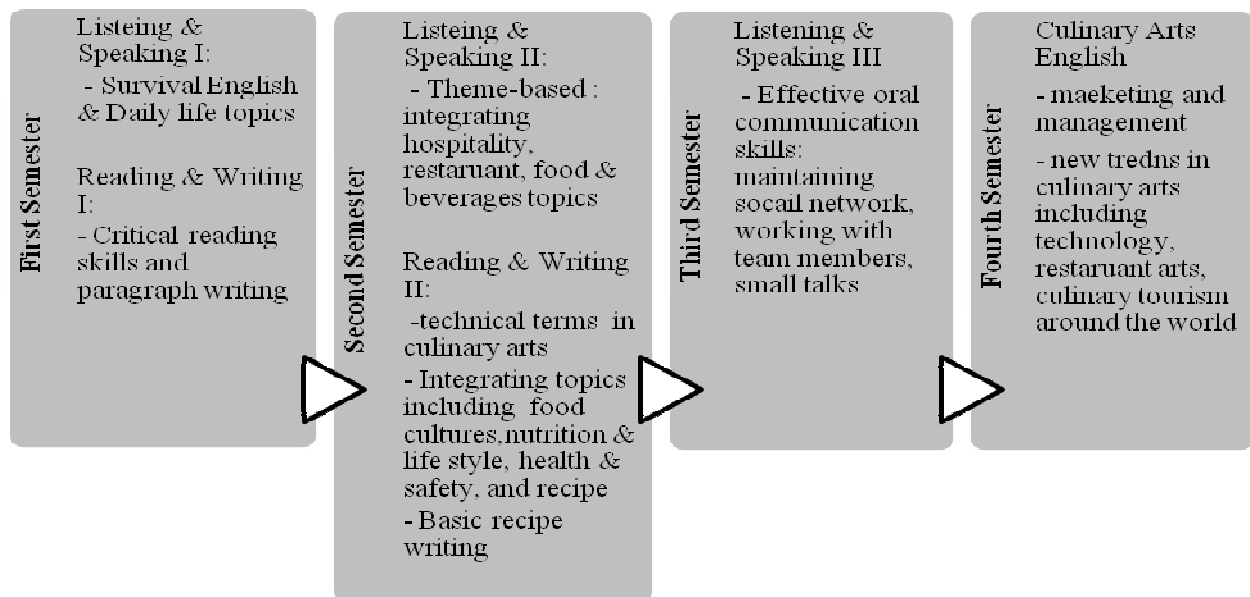 First Semester
Listeing &
Speaking I:
- Survival English
& Daily life topics
Reading & Writing
I:
- Critical reading
skills and
paragraph writing
Second Semester
Listeing &
Speaking II:
- Theme-based :
integrating
hospitality,
restaruant, food &
beverages topics
Reading & Writing
II:
-technical terms in
culinary arts
- Integrating topics
including food
cultures,nutrition &
life style, health &
safety, and recipe
- Basic recipe
writing
Third Semester
Listening &
Speaking III
- Effective oral
communication
skills:
maintaining
socail network,
working with
team members,
small talks
Fourth Semester
Culinary Arts
English
- maeketing and
management
- new tredns in
culinary arts
including
technology,
restaruant arts,
culinary tourism
around the world